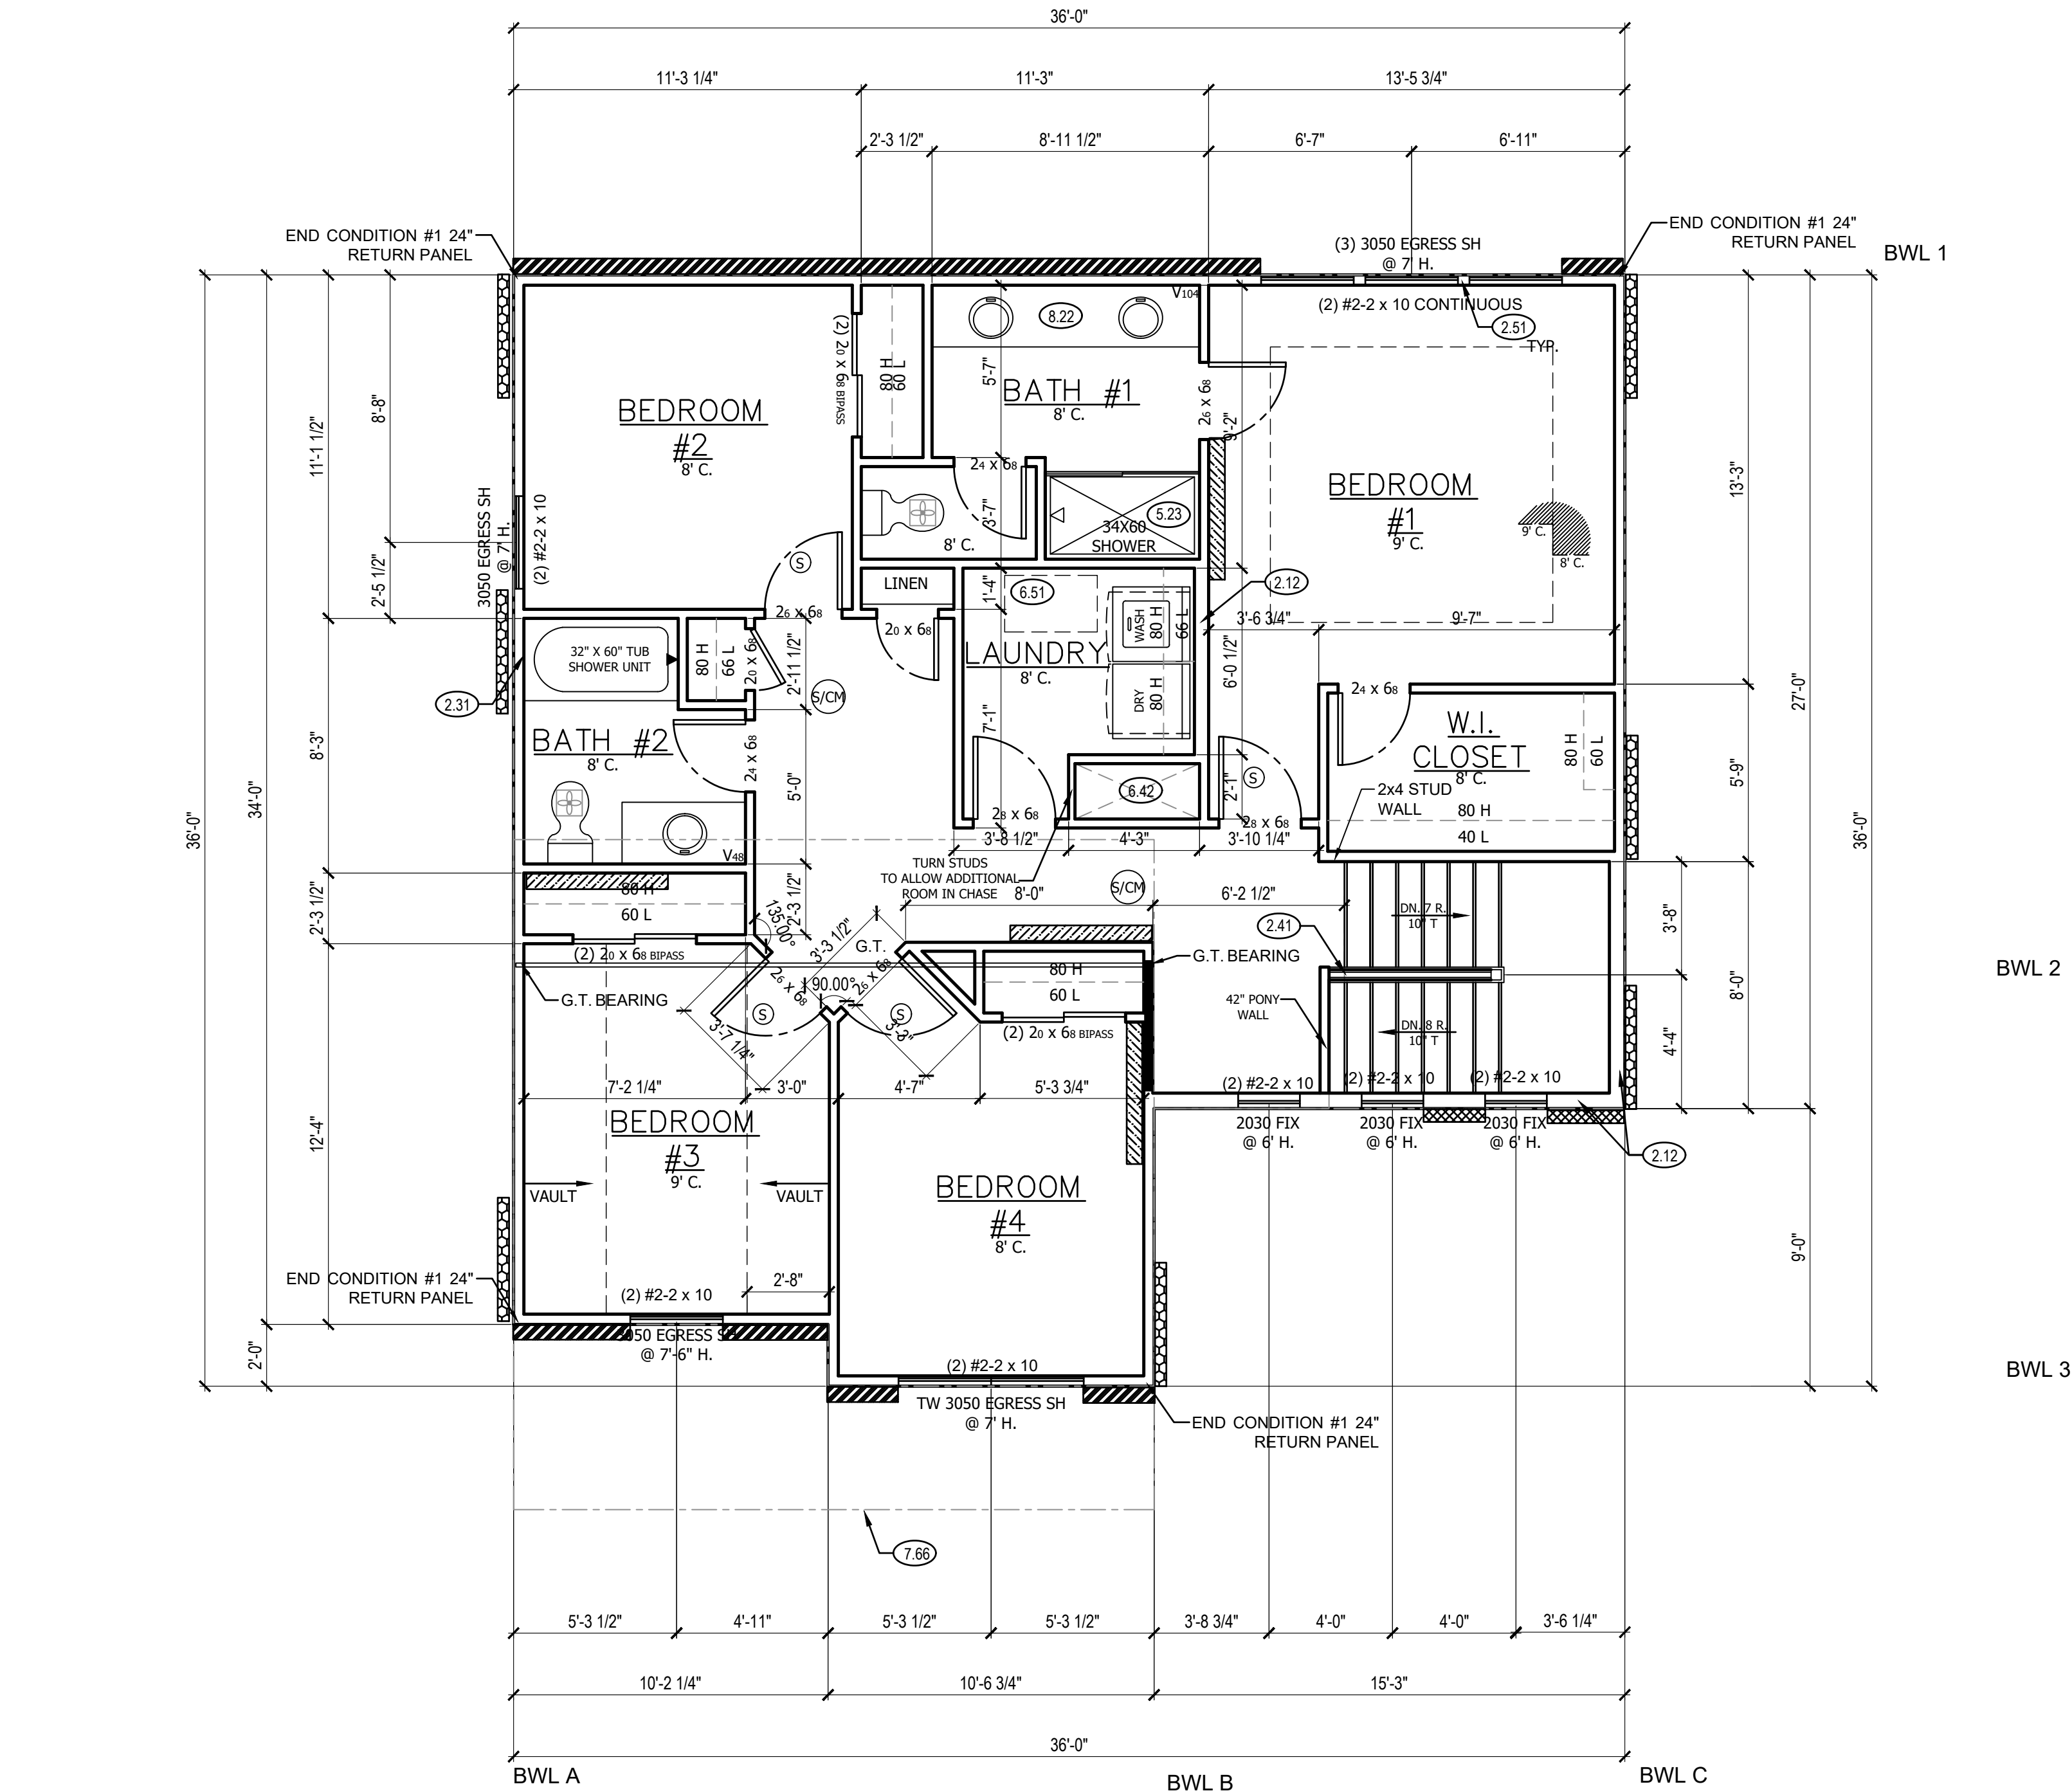 36'-0"
11'-3 1/4"
11'-3"
13'-5 3/4"
2'-3 1/2"
8'-11 1/2"
6'-7"
6'-11"
END CONDITION #1 24"
RETURN PANEL
(3) 3050 EGRESS SH
@ 7' H.
END CONDITION #1 24"
RETURN PANEL
BWL 1
(2) #2-2 x 10 CONTINUOUS
2.51
TYP.
V104
8.22
(2) 20 x 68 BIPASS
80 H
60 L
5'-7"
BATH #1
8' C.
26 x 68
9'-2"
BEDROOM
#2
8' C.
8'-8"
11'-1 1/2"
2'-5 1/2"
3050 EGRESS SH
@ 7' H.
(2) #2-2 x 10
24 x 68
3'-7"
8' C.
5.23
34X60
SHOWER
BEDROOM
#1
9' C.
9' C.
8' C.
13'-3"
S
LINEN
1'-4"
6.51
2.12
WASH
80 H
66 L
3'-6 3/4"
9'-7"
26 x 68
20 x 68
32" X 60" TUB
SHOWER UNIT
80 H
66 L
20 x 68
2'-11 1/2"
LAUNDRY
8' C.
6'-0 1/2"
DRY
80 H
S/CM
2.31
24 x 68
7'-1"
W.I.
CLOSET
8' C.
80 H
60 L
27'-0"
BATH #2
8' C.
24 x 68
5'-0"
8'-3"
S
2'-1"
6.42
2x4 STUD
WALL
5'-9"
80 H
40 L
36'-0"
34'-0"
36'-0"
28 x 68
28 x 68
3'-8 1/2"
4'-3"
3'-10 1/4"
V48
TURN STUDS
TO ALLOW ADDITIONAL
ROOM IN CHASE
8'-0"
S/CM
6'-2 1/2"
80 H
60 L
2'-3 1/2"
2'-3 1/2"
135.00°
3'-3 1/2"
G.T.
2.41
DN. 7 R.
10" T
3'-8"
(2) 20 x 68 BIPASS
G.T. BEARING
G.T. BEARING
26 x 68
90.00°
26 x 68
80 H
60 L
BWL 2
8'-0"
S
S
3'-7 1/4"
3'-8"
(2) 20 x 68 BIPASS
42" PONY
WALL
DN. 8 R.
10" T
4'-4"
7'-2 1/4"
3'-0"
4'-7"
5'-3 3/4"
(2) #2-2 x 10
(2) #2-2 x 10
(2) #2-2 x 10
2030 FIX
@ 6' H.
2030 FIX
@ 6' H.
2030 FIX
@ 6' H.
2.12
12'-4"
BEDROOM
#3
9' C.
VAULT
VAULT
BEDROOM
#4
8' C.
9'-0"
END CONDITION #1 24"
RETURN PANEL
2'-8"
(2) #2-2 x 10
3050 EGRESS SH
@ 7'-6" H.
2'-0"
(2) #2-2 x 10
TW 3050 EGRESS SH
@ 7' H.
BWL 3
END CONDITION #1 24"
RETURN PANEL
7.66
5'-3 1/2"
4'-11"
5'-3 1/2"
5'-3 1/2"
3'-8 3/4"
4'-0"
4'-0"
3'-6 1/4"
10'-2 1/4"
10'-6 3/4"
15'-3"
36'-0"
BWL A
BWL B
BWL C